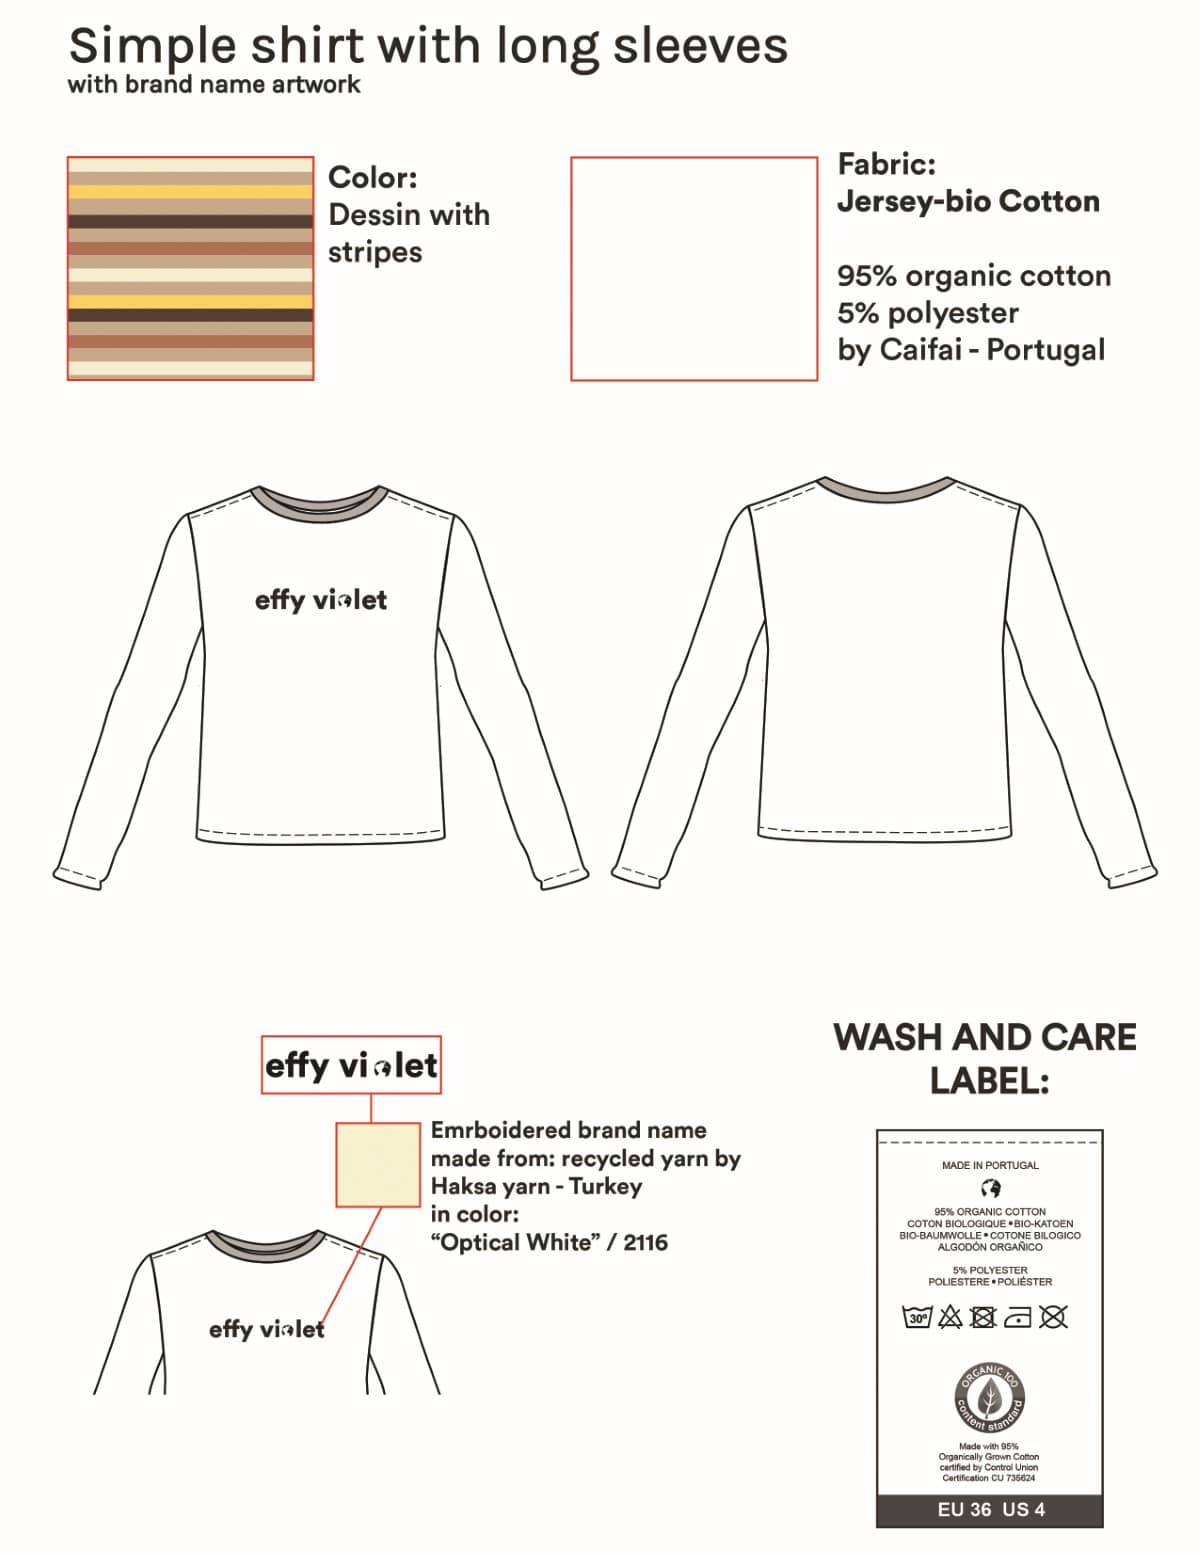 Simple shirt with long sleeves
with brand name artwork
Color:
Dessin with
stripes
Fabric:
Jersey-bio Cotton
95% organic cotton
5% polyester
by Caifai - Portugal
effy violet
effy violet
Emrboidered brand name
made from: recycled yarn by
Haksa yarn - Turkey
in color:
“Optical White” / 2116
effy violet
WASH AND CARE
LABEL:
MADE IN PORTUGAL
95% ORGANIC COTTON
COTON BIOLOGIQUE • BIO-KATOEN
BIO-BAUMWOLLE • COTONE BILOGICO
ALGODÓN ORGAÑICO
5% POLYESTER
POLIESTERE • POLIÉSTER
30°
ORGANIC 100
content standard
Made with 95%
Organically Grown Cotton
certified by Control Union
Certification CU 735624
EU 36 US 4